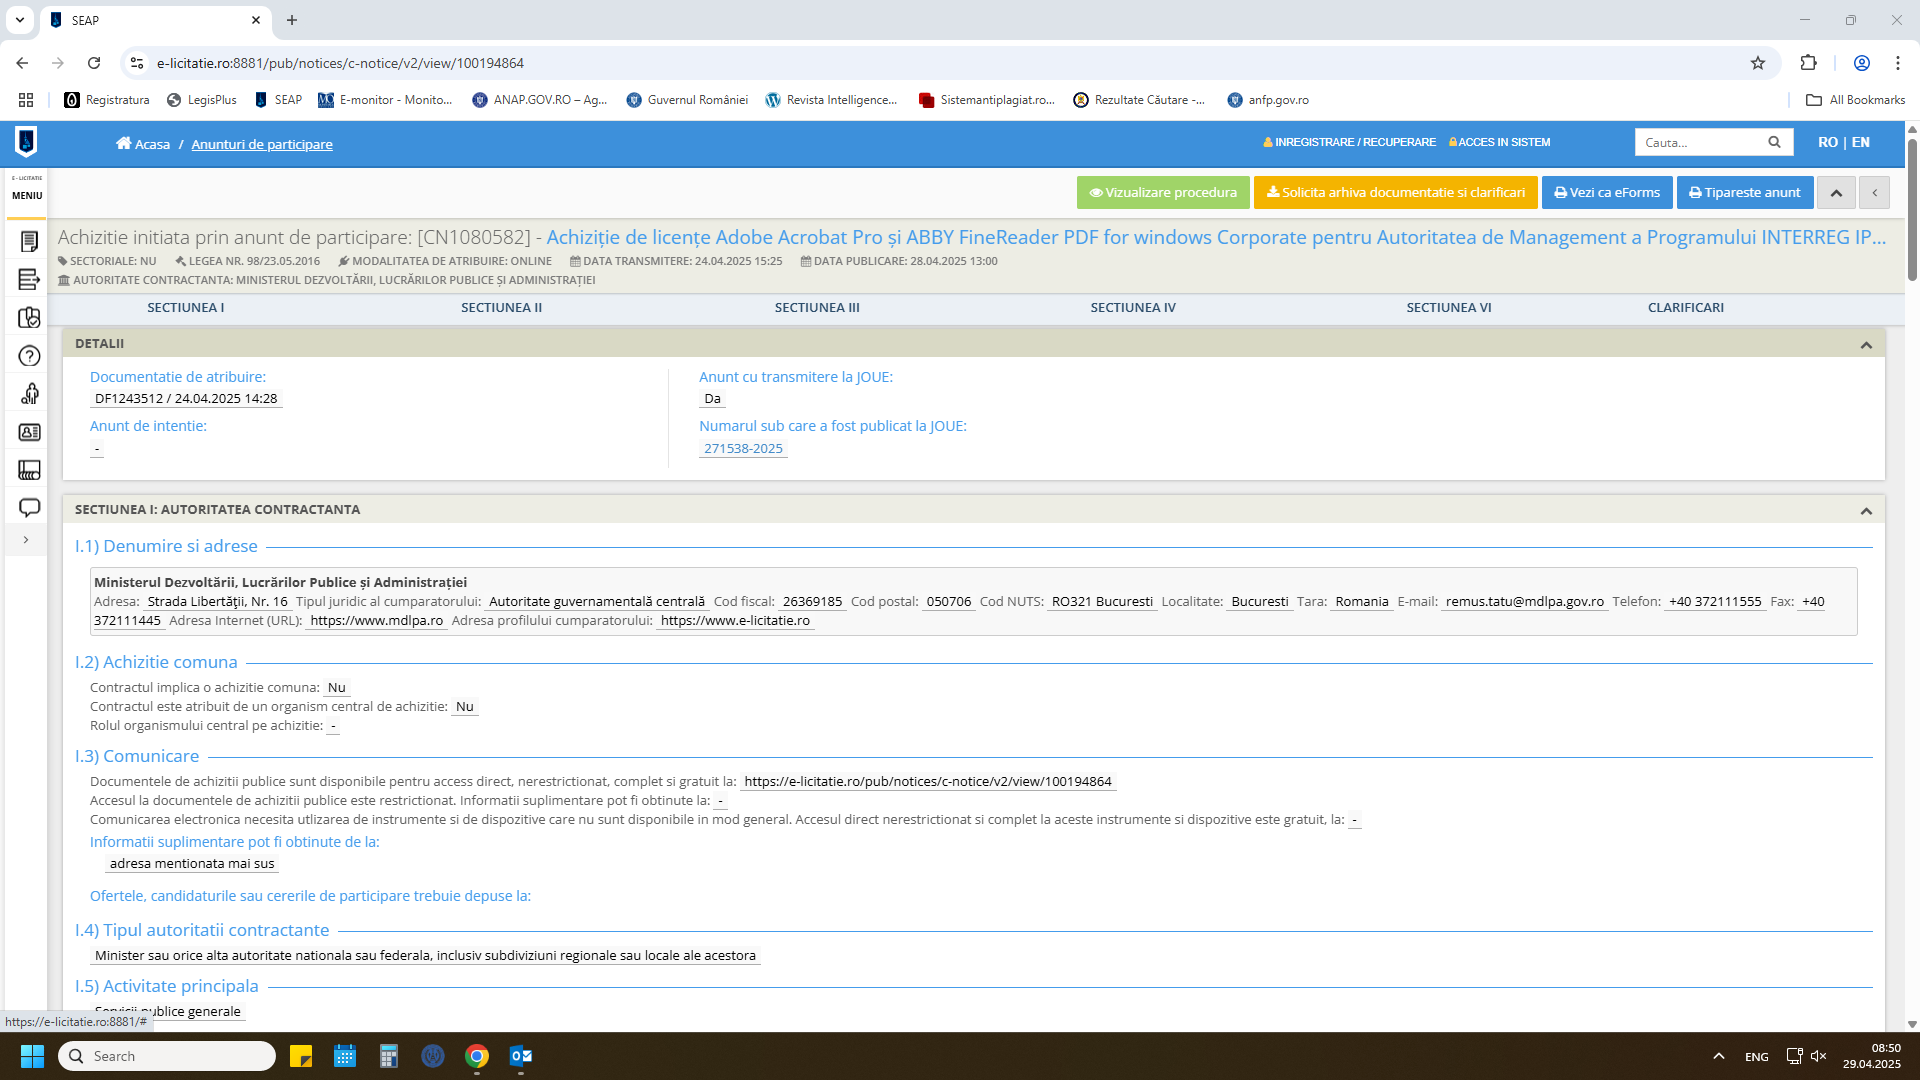 SEAP
e-licitatie.ro:8881/pub/notices/c-notice/v2/view/100194864
Registratura LegisPlus SEAP E-monitor - Monito... ANAP.GOV.RO – Ag... Guvernul României Revista Intelligence... Sistemantiplagiat.ro... Rezultate Căutare -... anfp.gov.ro All Bookmarks
Acasa / Anunturi de participare INREGISTRARE / RECUPERARE ACCES IN SISTEM Cauta... RO | EN
E - LICITATIE
MENIU
Vizualizare procedura Solicita arhiva documentatie si clarificari Vezi ca eForms Tipareste anunt
Achizitie initiata prin anunt de participare: [CN1080582] - Achiziție de licențe Adobe Acrobat Pro și ABBY FineReader PDF for windows Corporate pentru Autoritatea de Management a Programului INTERREG IP...
SECTORIALE: NU LEGEA NR. 98/23.05.2016 MODALITATEA DE ATRIBUIRE: ONLINE DATA TRANSMITERE: 24.04.2025 15:25 DATA PUBLICARE: 28.04.2025 13:00
AUTORITATE CONTRACTANTA: MINISTERUL DEZVOLTĂRII, LUCRĂRILOR PUBLICE ȘI ADMINISTRAȚIEI
SECTIUNEA I SECTIUNEA II SECTIUNEA III SECTIUNEA IV SECTIUNEA VI CLARIFICARI
DETALII
Documentatie de atribuire:
DF1243512 / 24.04.2025 14:28
Anunt de intentie:
-
Anunt cu transmitere la JOUE:
Da
Numarul sub care a fost publicat la JOUE:
271538-2025
SECTIUNEA I: AUTORITATEA CONTRACTANTA
I.1) Denumire si adrese
Ministerul Dezvoltării, Lucrărilor Publice și Administrației
Adresa: Strada Libertăţii, Nr. 16 Tipul juridic al cumparatorului: Autoritate guvernamentală centrală Cod fiscal: 26369185 Cod postal: 050706 Cod NUTS: RO321 Bucuresti Localitate: Bucuresti Tara: Romania E-mail: remus.tatu@mdlpa.gov.ro Telefon: +40 372111555 Fax: +40
372111445 Adresa Internet (URL): https://www.mdlpa.ro Adresa profilului cumparatorului: https://www.e-licitatie.ro
I.2) Achizitie comuna
Contractul implica o achizitie comuna: Nu
Contractul este atribuit de un organism central de achizitie: Nu
Rolul organismului central pe achizitie: -
I.3) Comunicare
Documentele de achizitii publice sunt disponibile pentru access direct, nerestrictionat, complet si gratuit la: https://e-licitatie.ro/pub/notices/c-notice/v2/view/100194864
Accesul la documentele de achizitii publice este restrictionat. Informatii suplimentare pot fi obtinute la: -
Comunicarea electronica necesita utlizarea de instrumente si de dispozitive care nu sunt disponibile in mod general. Accesul direct nerestrictionat si complet la aceste instrumente si dispozitive este gratuit, la: -
Informatii suplimentare pot fi obtinute de la:
adresa mentionata mai sus
Ofertele, candidaturile sau cererile de participare trebuie depuse la:
I.4) Tipul autoritatii contractante
Minister sau orice alta autoritate nationala sau federala, inclusiv subdiviziuni regionale sau locale ale acestora
I.5) Activitate principala
Servicii publice generale
https://e-licitatie.ro:8881/#
Search
ENG
08:50
29.04.2025